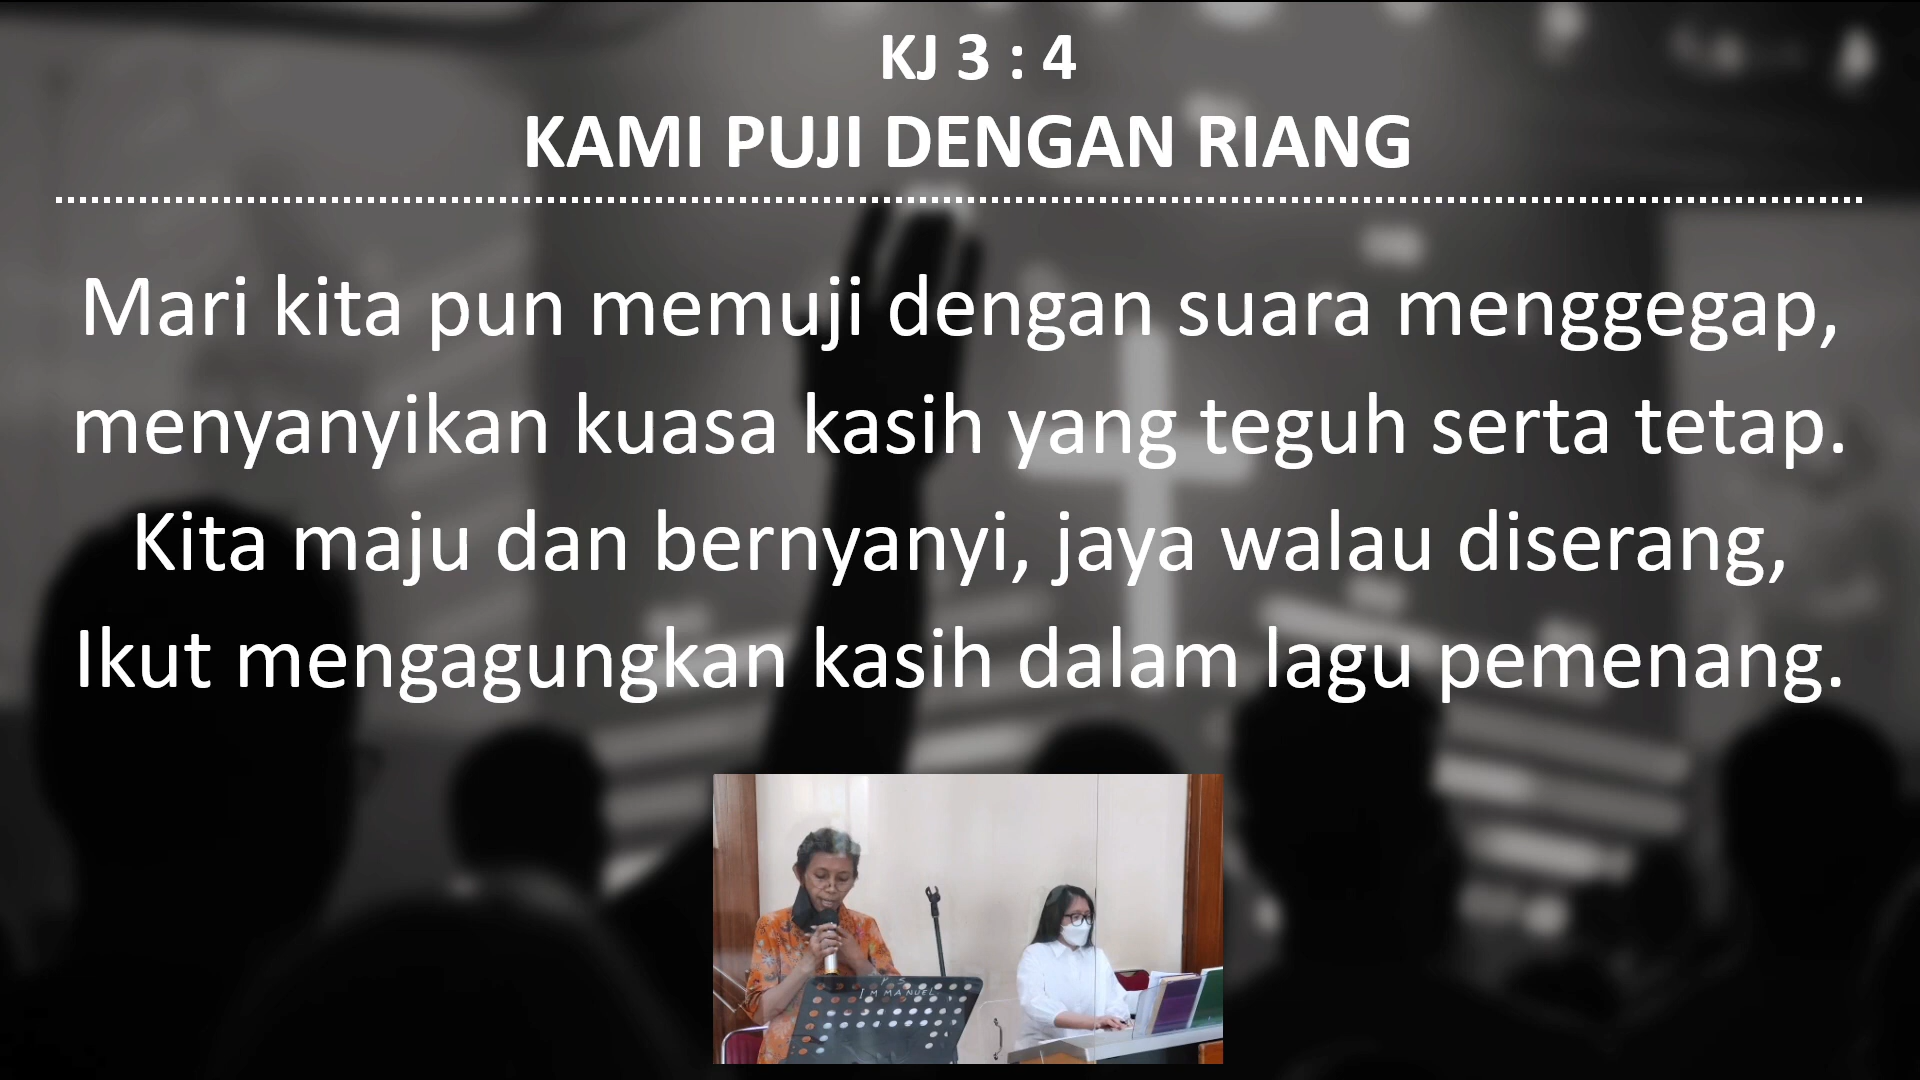 KJ 3 : 4
KAMI PUJI DENGAN RIANG
Mari kita pun memuji dengan suara menggegap,
menyanyikan kuasa kasih yang teguh serta tetap.
Kita maju dan bernyanyi, jaya walau diserang,
Ikut mengagungkan kasih dalam lagu pemenang.
P S
IMMANUEL